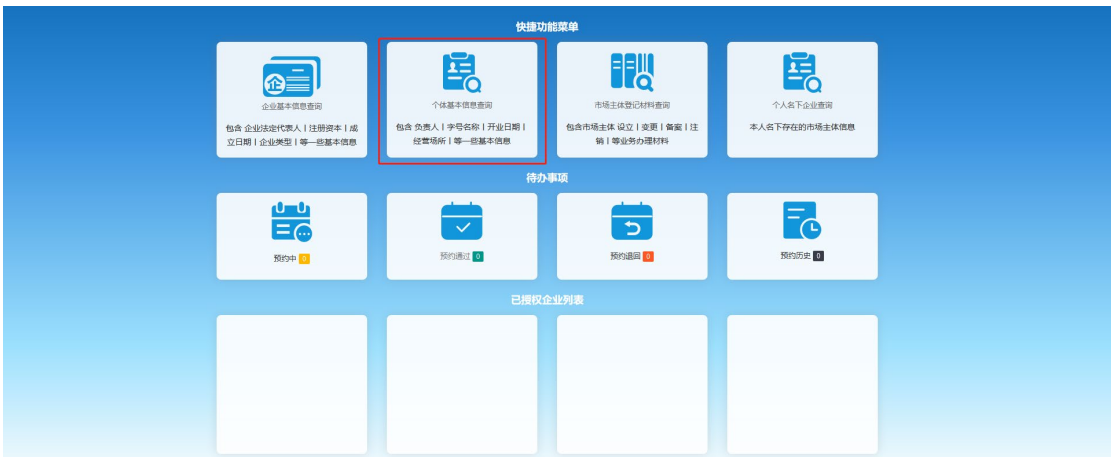 快捷功能菜单
企
企业基本信息查询
包含 企业法定代表人 | 注册资本 | 成
立日期 | 企业类型 | 等一些基本信息
个体基本信息查询
包含 负责人 | 字号名称 | 开业日期 |
经营场所 | 等一些基本信息
市场主体登记材料查询
包含市场主体 设立 | 变更 | 备案 | 注
销 | 等业务办理材料
个人名下企业查询
本人名下存在的市场主体信息
待办事项
预约中 0
预约通过 0
预约退回 0
预约历史 0
已授权企业列表